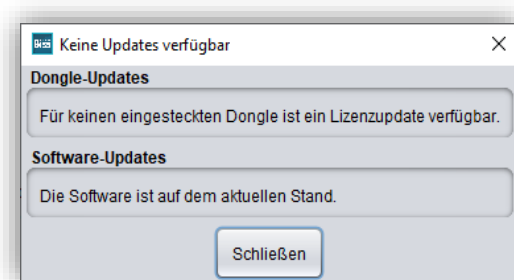 Keine Updates verfügbar
Dongle-Updates
Für keinen eingesteckten Dongle ist ein Lizenzupdate verfügbar.
Software-Updates
Die Software ist auf dem aktuellen Stand.
Schließen